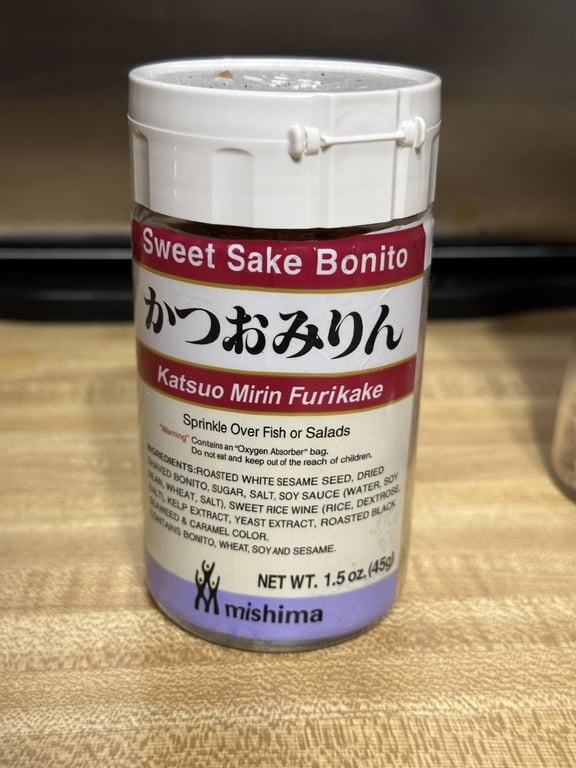 Sweet Sake Bonito
かつおみりん
Katsuo Mirin Furikake
Sprinkle Over Fish or Salads
"Warning" Contains an "Oxygen Absorber" bag.
Do not eat and keep out of the reach of children.
INGREDIENTS:ROASTED WHITE SESAME SEED, DRIED
SHAVED BONITO, SUGAR, SALT, SOY SAUCE (WATER, SOY
BEAN, WHEAT, SALT), SWEET RICE WINE (RICE, DEXTROSE,
SALT), KELP EXTRACT, YEAST EXTRACT, ROASTED BLACK
SEAWEED & CARAMEL COLOR.
CONTAINS BONITO, WHEAT, SOY AND SESAME.
NET WT. 1.5 oz. (45g)
mishima